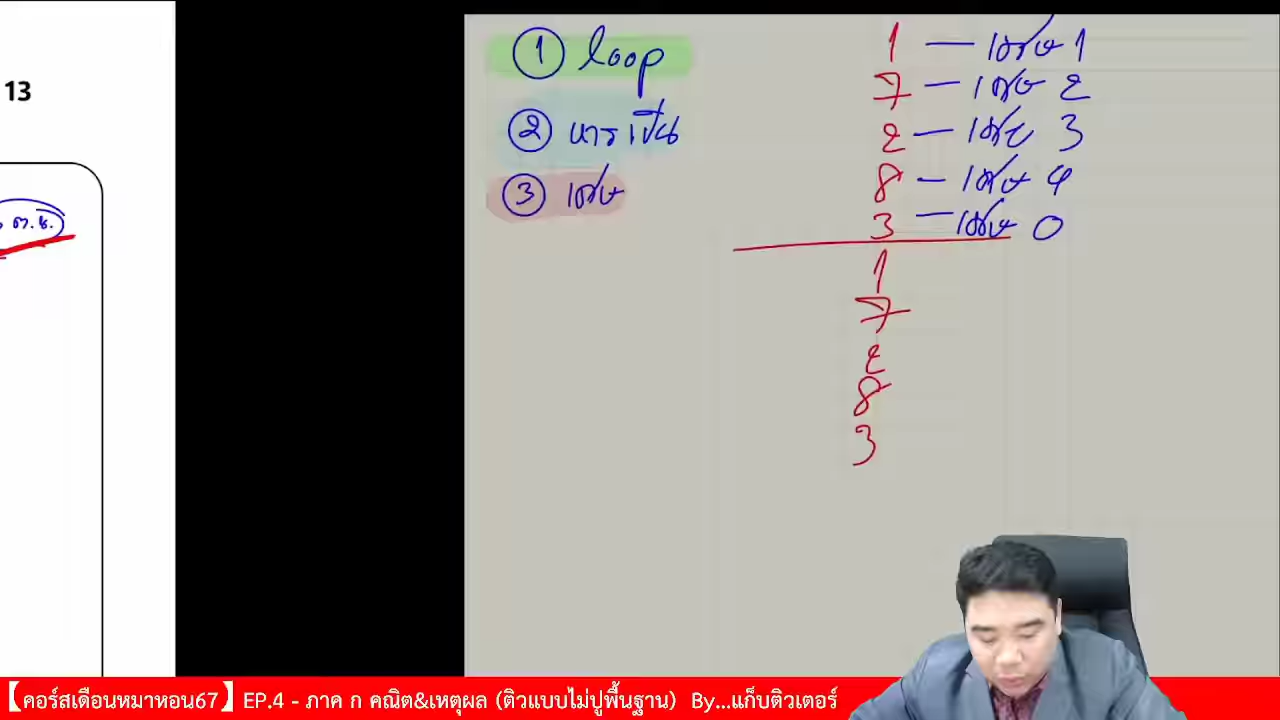 13
ต.ช.
① loop
② หารเป็น
③ เศษ
1 — เศษ 1
7 — เศษ 2
2 — เศษ 3
8 — เศษ 4
3 — เศษ 0
1
7
2
8
3
【คอร์สเดือนหมาหอน67】 EP.4 - ภาค ก คณิต&เหตุผล (ติวแบบไม่ปูพื้นฐาน) By...แก็บติวเตอร์